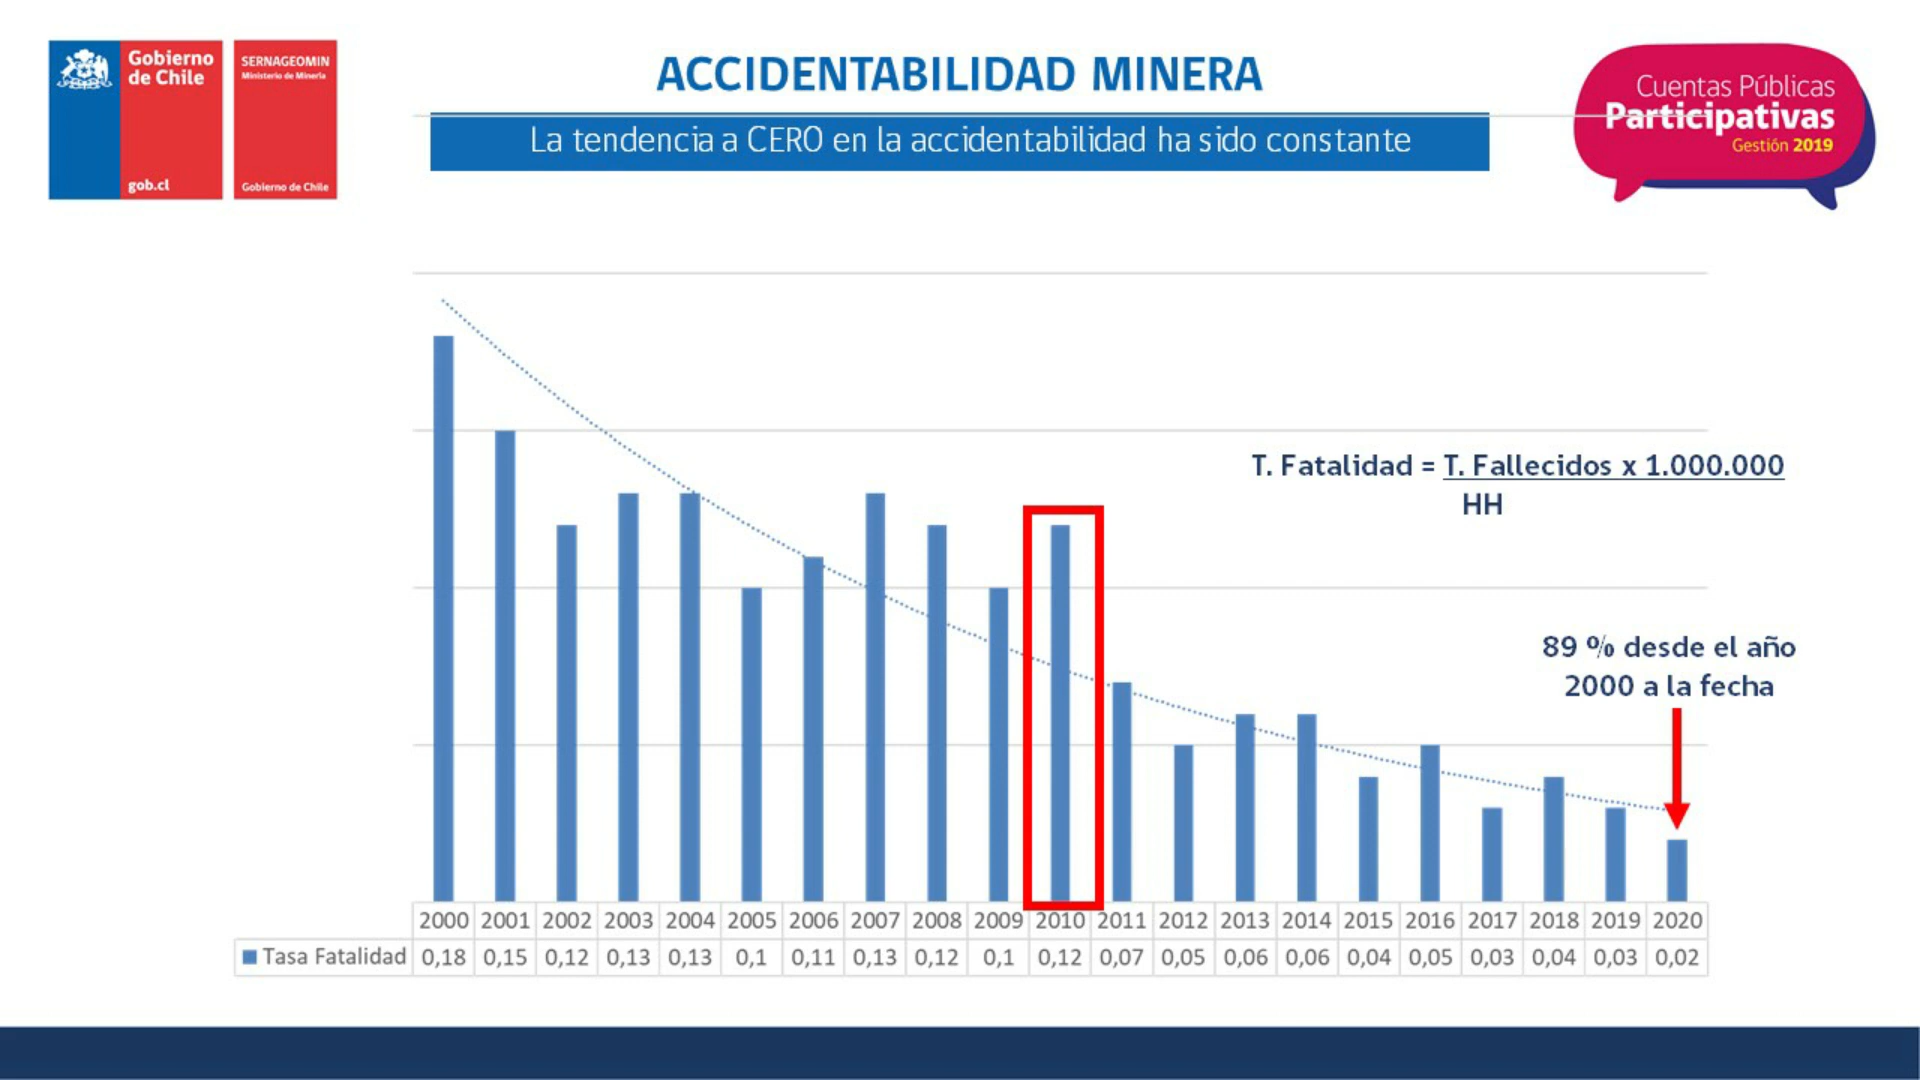 Gobierno
de Chile
gob.cl
SERNAGEOMIN
Ministerio de Minería
Gobierno de Chile
ACCIDENTABILIDAD MINERA
La tendencia a CERO en la accidentabilidad ha sido constante
Cuentas Públicas
Participativas
Gestión 2019
T. Fatalidad = T. Fallecidos x 1.000.000
HH
89 % desde el año
2000 a la fecha
2000 2001 2002 2003 2004 2005 2006 2007 2008 2009 2010 2011 2012 2013 2014 2015 2016 2017 2018 2019 2020
Tasa Fatalidad 0,18 0,15 0,12 0,13 0,13 0,1 0,11 0,13 0,12 0,1 0,12 0,07 0,05 0,06 0,06 0,04 0,05 0,03 0,04 0,03 0,02